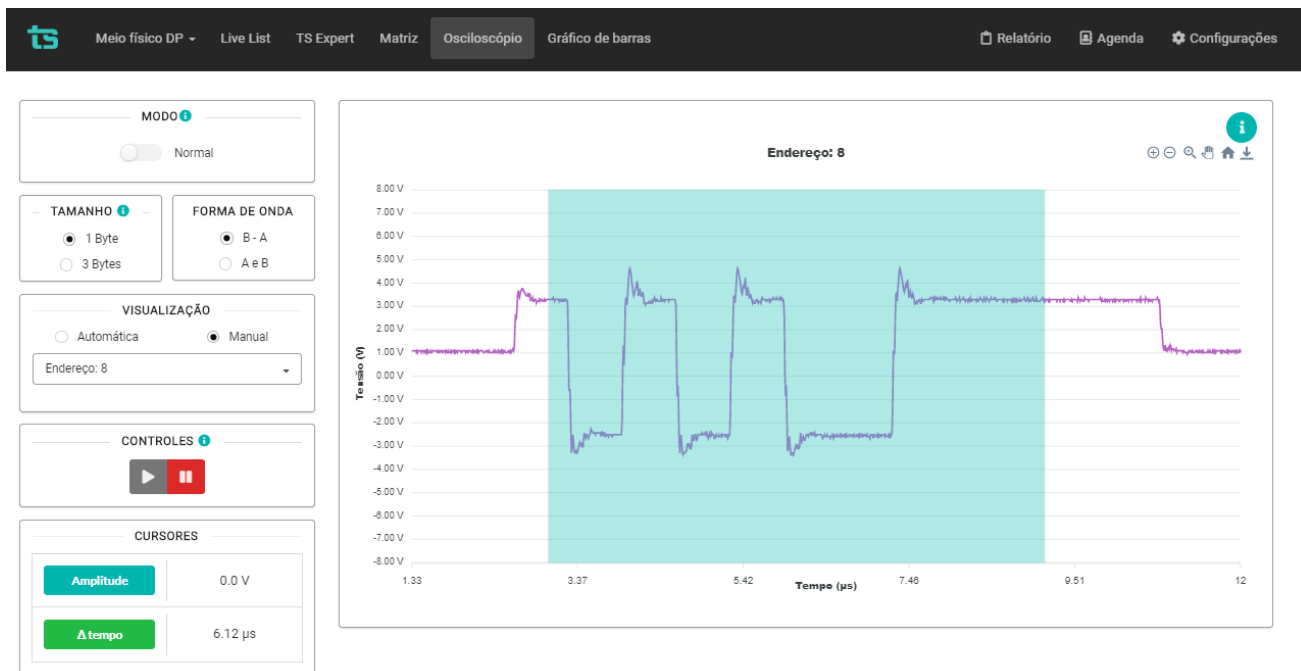 ts Meio físico DP Live List TS Expert Matriz Osciloscópio Gráfico de barras Relatório Agenda Configurações
MODO
Normal
TAMANHO
1 Byte
3 Bytes
FORMA DE ONDA
B - A
A e B
VISUALIZAÇÃO
Automática Manual
Endereço: 8
CONTROLES
CURSORES
Amplitude 0.0 V
Δ tempo 6.12 µs
Endereço: 8
8.00 V
7.00 V
6.00 V
5.00 V
4.00 V
3.00 V
2.00 V
1.00 V
0.00 V
-1.00 V
-2.00 V
-3.00 V
-4.00 V
-5.00 V
-6.00 V
-7.00 V
-8.00 V
Tensão (V)
1.33 3.37 5.42 7.46 9.51 12
Tempo (µs)